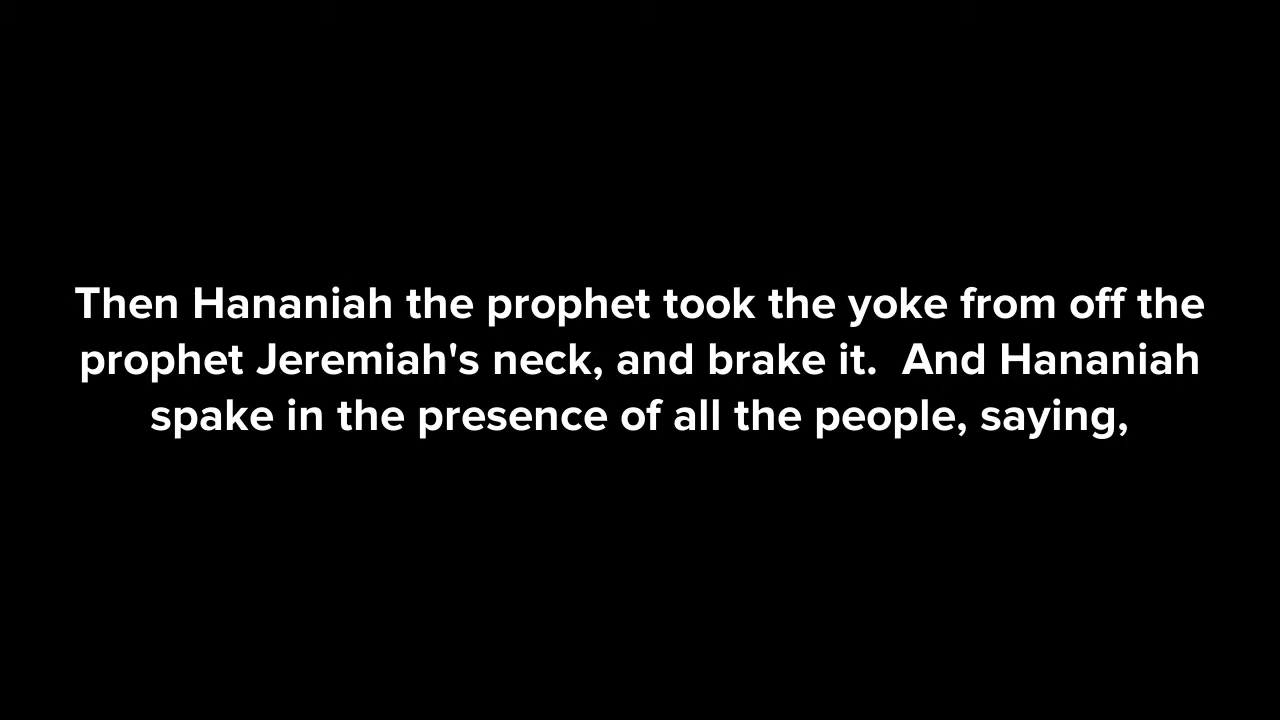 Then Hananiah the prophet took the yoke from off the
prophet Jeremiah's neck, and brake it.  And Hananiah
spake in the presence of all the people, saying,